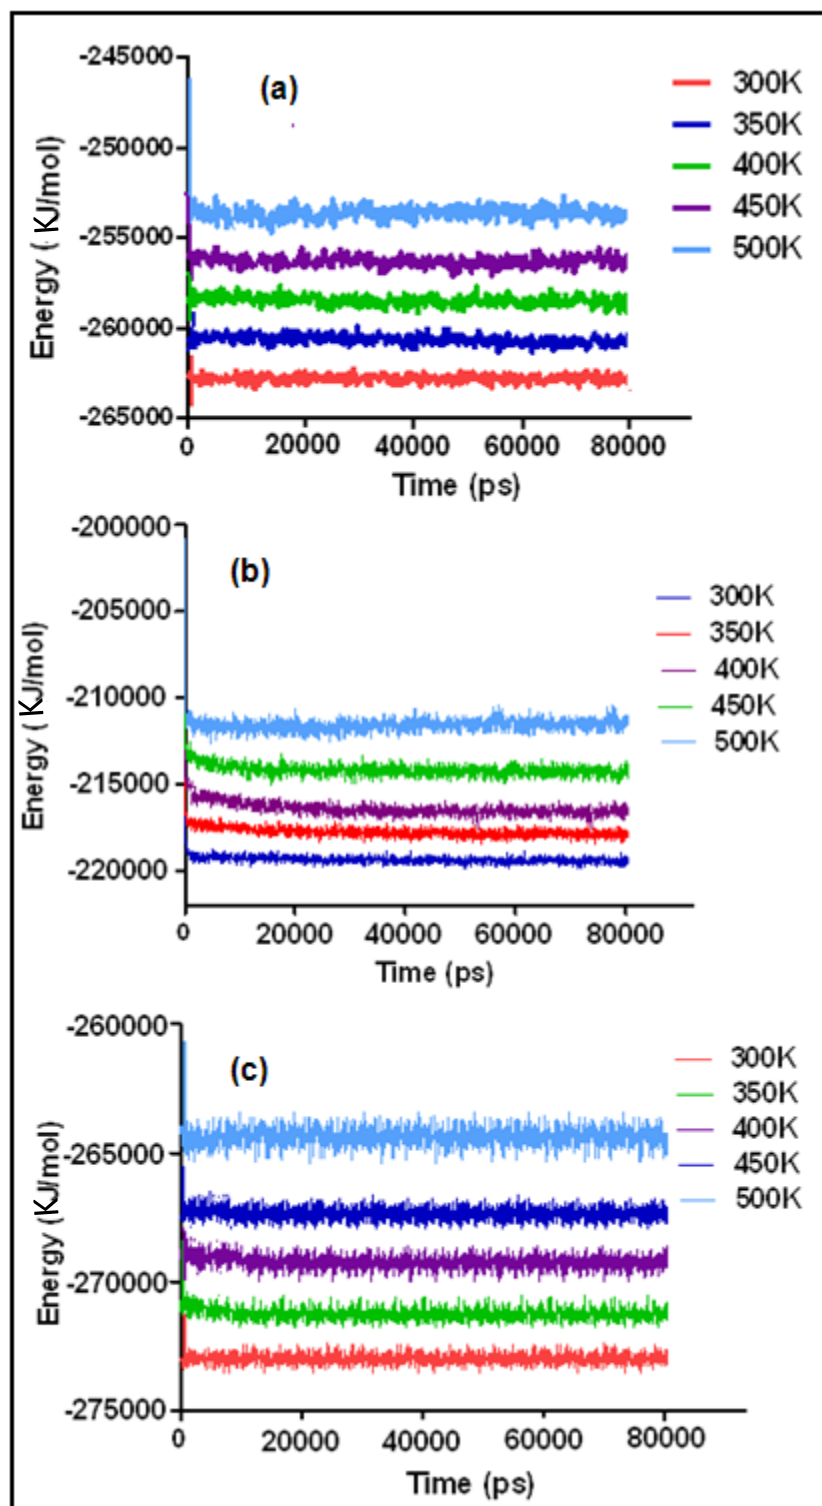 (a)
Energy ( KJ/mol)
-245000
-250000
-255000
-260000
-265000
0
20000
40000
60000
80000
Time (ps)
300K
350K
400K
450K
500K
(b)
Energy ( KJ/mol)
-200000
-205000
-210000
-215000
-220000
0
20000
40000
60000
80000
Time (ps)
300K
350K
400K
450K
500K
(c)
Energy (KJ/mol)
-260000
-265000
-270000
-275000
0
20000
40000
60000
80000
Time (ps)
300K
350K
400K
450K
500K